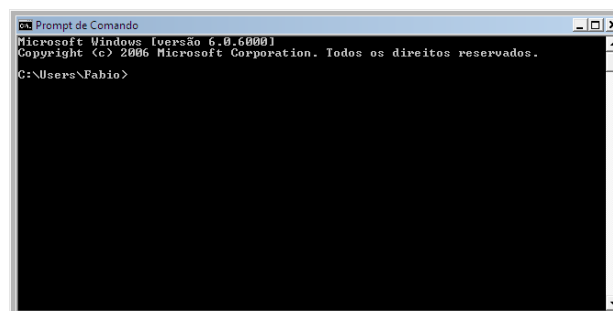 Prompt de Comando
Microsoft Windows [versão 6.0.6000]
Copyright (c) 2006 Microsoft Corporation. Todos os direitos reservados.
C:\Users\Fabio>